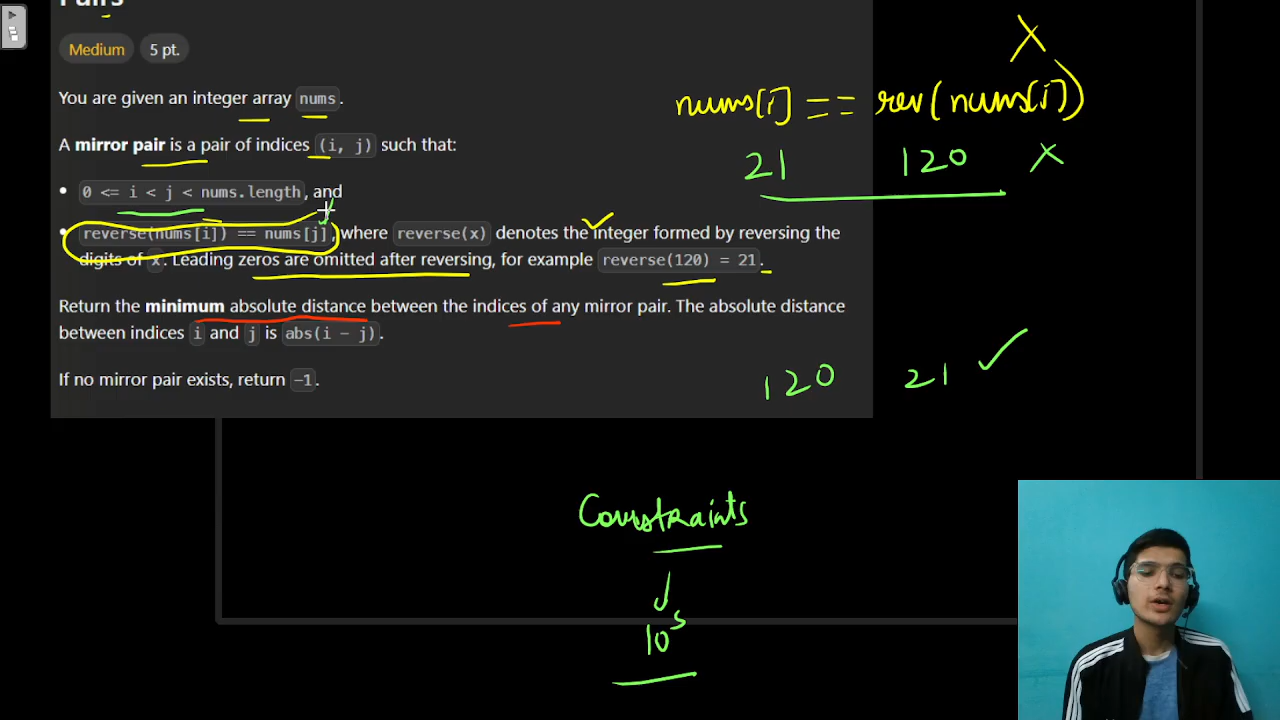 Pairs
Medium 5 pt.
You are given an integer array nums.
A mirror pair is a pair of indices (i, j) such that:
• 0 <= i < j < nums.length, and
• reverse(nums[i]) == nums[j], where reverse(x) denotes the integer formed by reversing the
digits of x. Leading zeros are omitted after reversing, for example reverse(120) = 21.
Return the minimum absolute distance between the indices of any mirror pair. The absolute distance
between indices i and j is abs(i - j).
If no mirror pair exists, return -1.
X
nums[i] == rev(nums[i])
21 120 X
120 21 ✓
Constraints
10^5